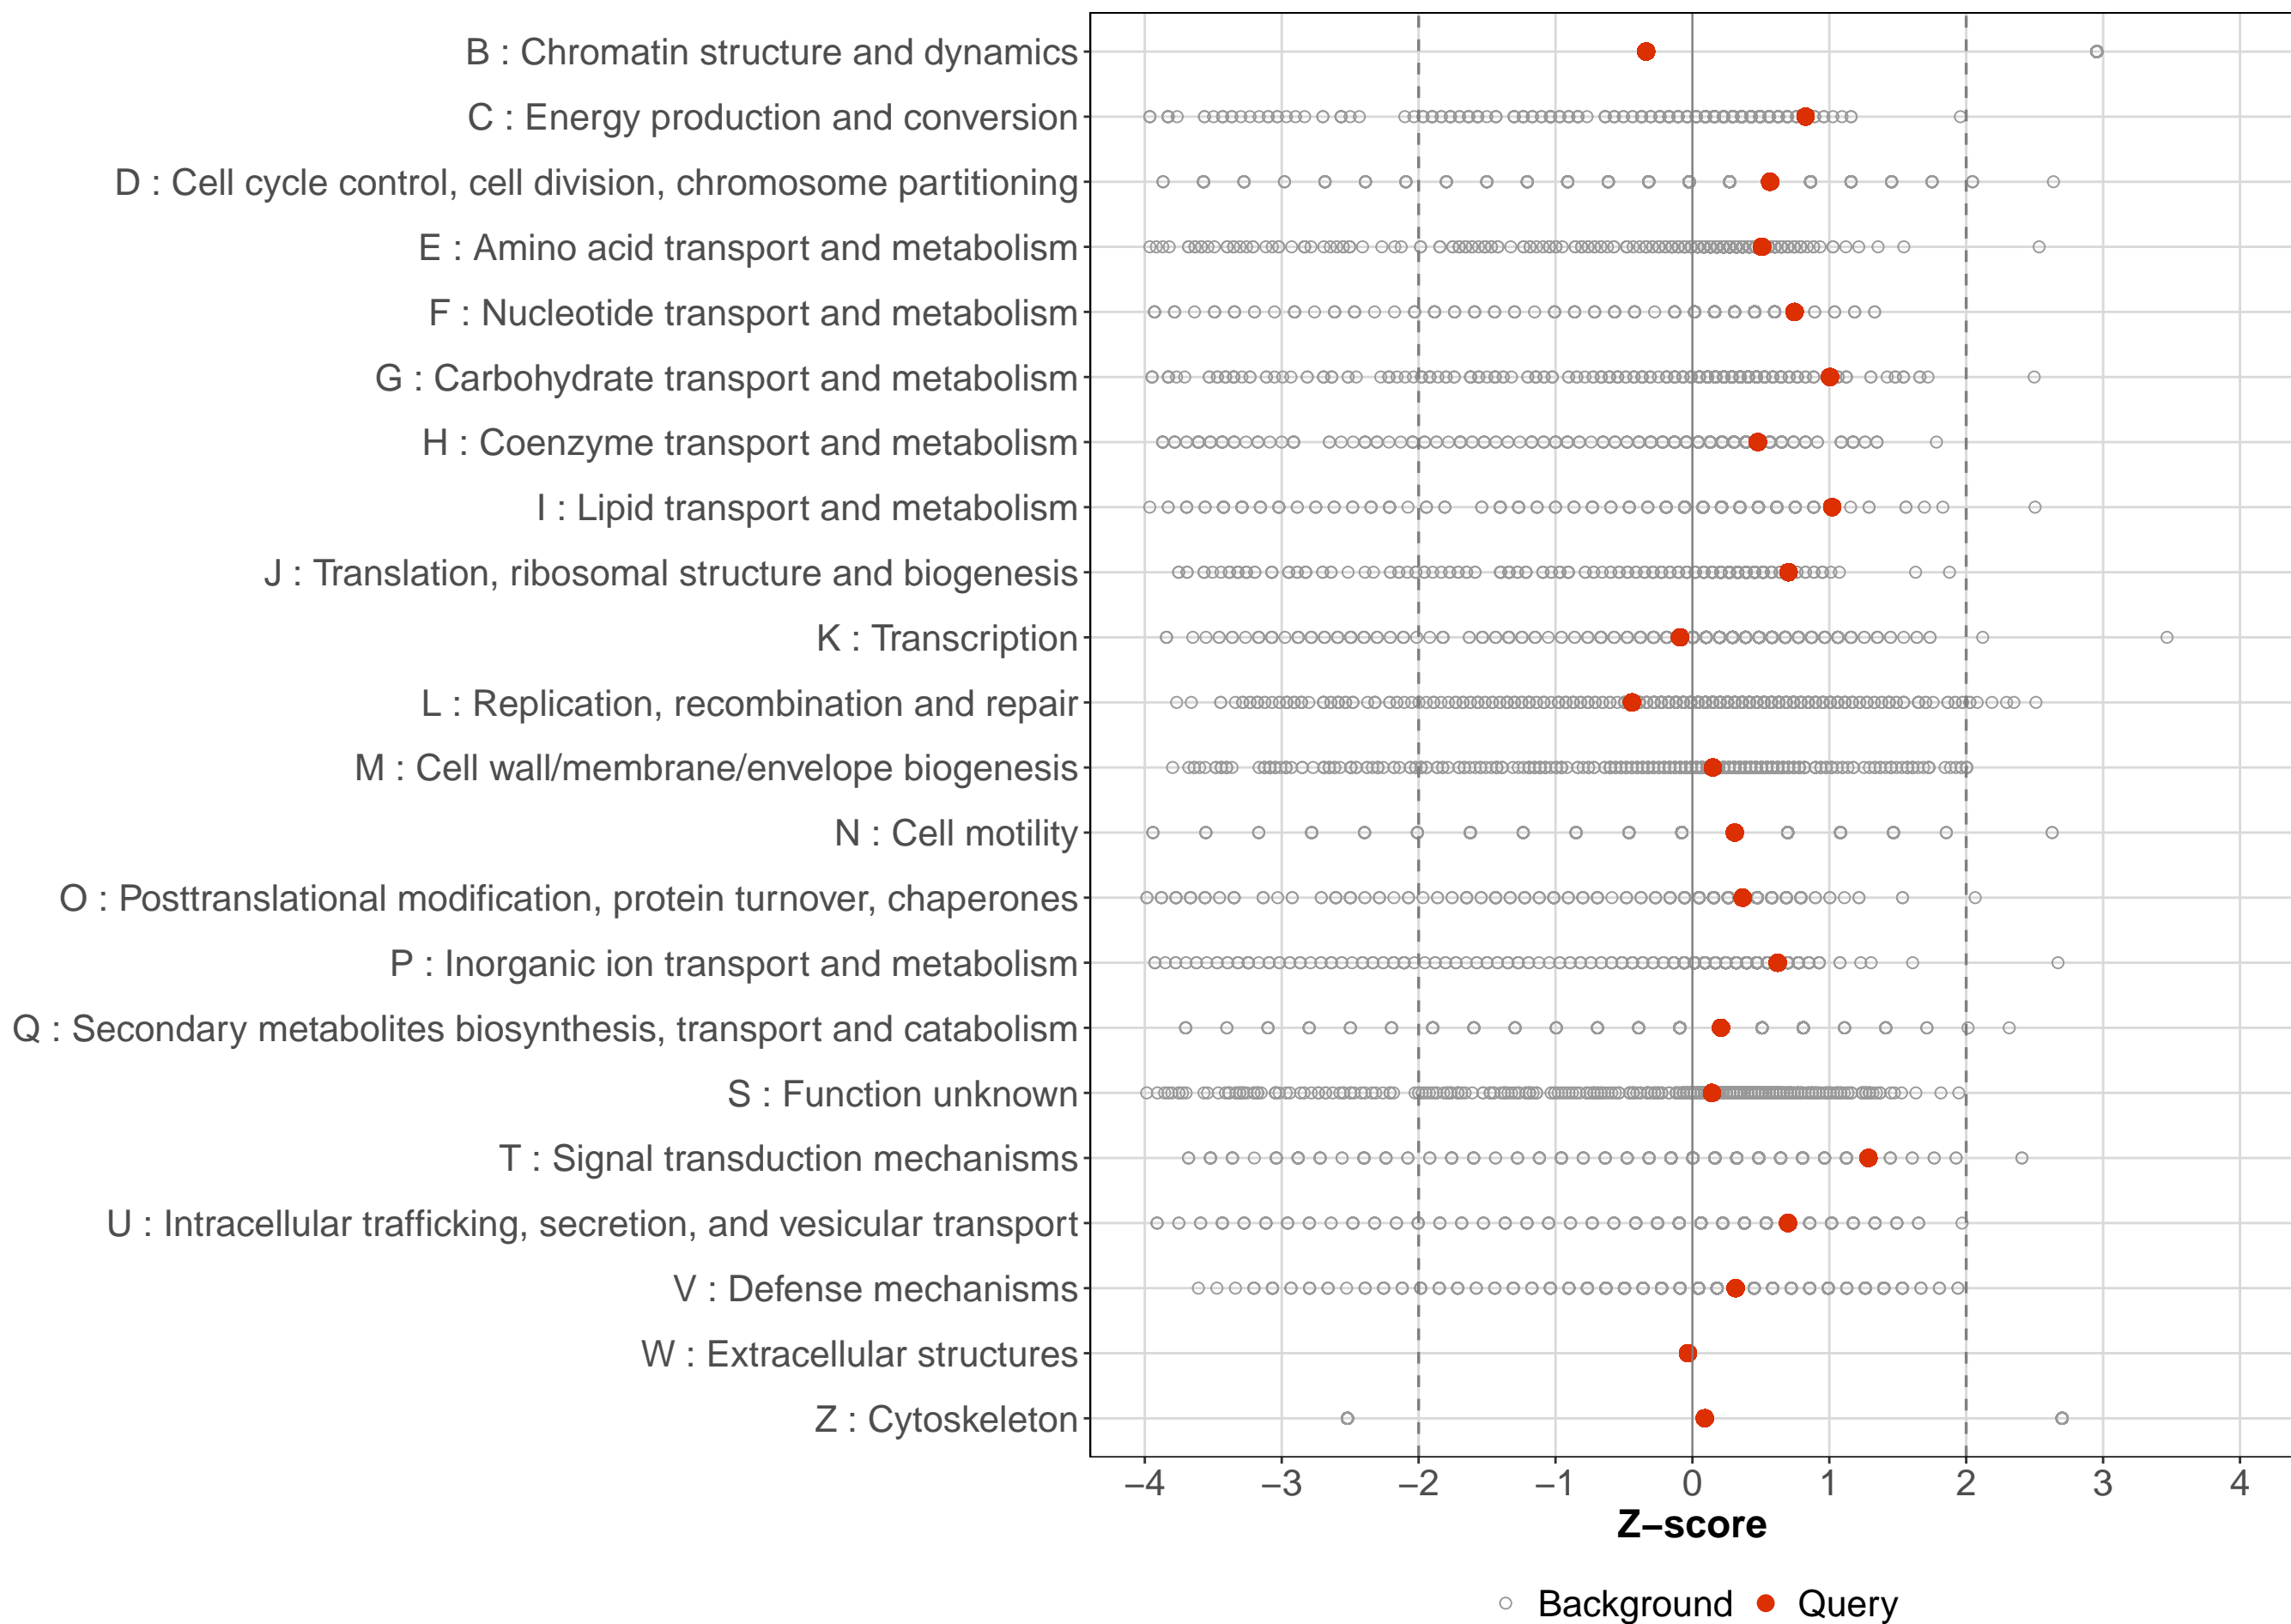 B : Chromatin structure and dynamics
C : Energy production and conversion
D : Cell cycle control, cell division, chromosome partitioning
E : Amino acid transport and metabolism
F : Nucleotide transport and metabolism
G : Carbohydrate transport and metabolism
H : Coenzyme transport and metabolism
I : Lipid transport and metabolism
J : Translation, ribosomal structure and biogenesis
K : Transcription
L : Replication, recombination and repair
M : Cell wall/membrane/envelope biogenesis
N : Cell motility
O : Posttranslational modification, protein turnover, chaperones
P : Inorganic ion transport and metabolism
Q : Secondary metabolites biosynthesis, transport and catabolism
S : Function unknown
T : Signal transduction mechanisms
U : Intracellular trafficking, secretion, and vesicular transport
V : Defense mechanisms
W : Extracellular structures
Z : Cytoskeleton
−4 −3 −2 −1 0 1 2 3 4
Z−score
Background Query